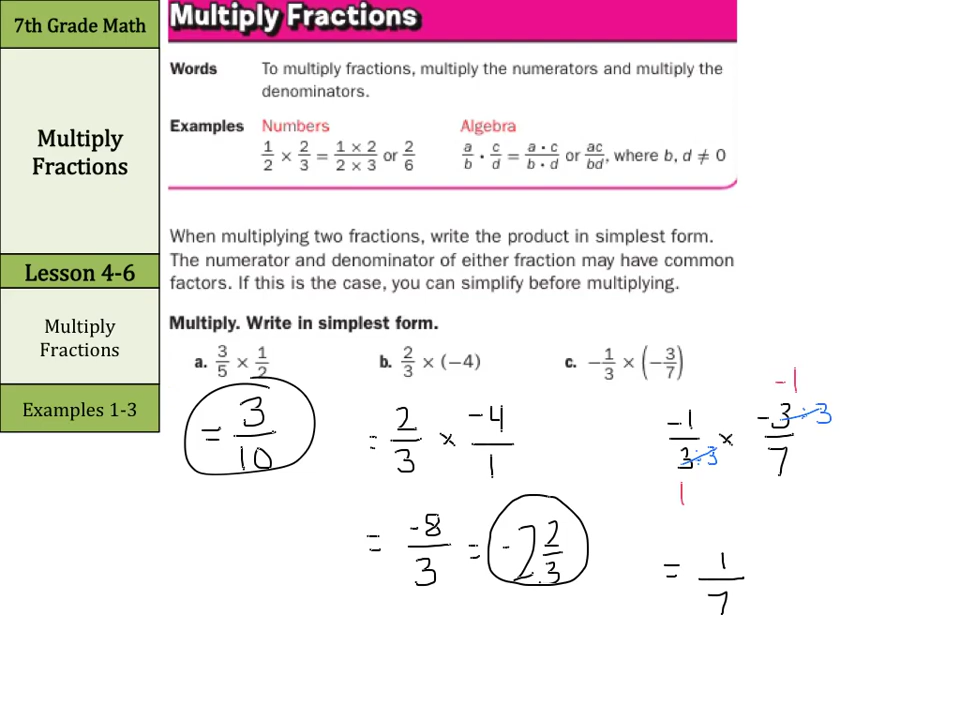 7th Grade Math
Multiply
Fractions
Lesson 4-6
Multiply
Fractions
Examples 1-3
Multiply Fractions
Words To multiply fractions, multiply the numerators and multiply the
denominators.
Examples Numbers Algebra
1/2 × 2/3 = 1 × 2/2 × 3 or 2/6 a/b · c/d = a · c/b · d or ac/bd, where b, d ≠ 0
When multiplying two fractions, write the product in simplest form.
The numerator and denominator of either fraction may have common
factors. If this is the case, you can simplify before multiplying.
Multiply. Write in simplest form.
a. 3/5 × 1/2 b. 2/3 × (−4) c. −1/3 × (−3/7)
= 3/10
= 2/3 × -4/1
= -8/3 = -2 2/3
-1
-1/3÷3 × -3÷3/7
1
= 1/7